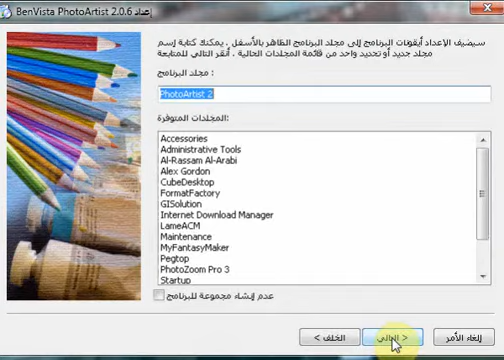 إعداد BenVista PhotoArtist 2.0.6
سيضيف الإعداد أيقونات البرنامج إلى مجلد البرنامج الظاهر بالأسفل , يمكنك كتابة إسم
مجلد جديد أو تحديد واحد من قائمة المجلدات الحالية , أنقر التالي للمتابعة
مجلد البرنامج :
PhotoArtist 2
المجلدات المتوفرة:
Accessories
Administrative Tools
Al-Rassam Al-Arabi
Alex Gordon
CubeDesktop
FormatFactory
GISolution
Internet Download Manager
LameACM
Maintenance
MyFantasyMaker
Pegtop
PhotoZoom Pro 3
Startup
عدم إنشاء مجموعة للبرنامج
< الخلف
التالي >
إلغاء الأمر